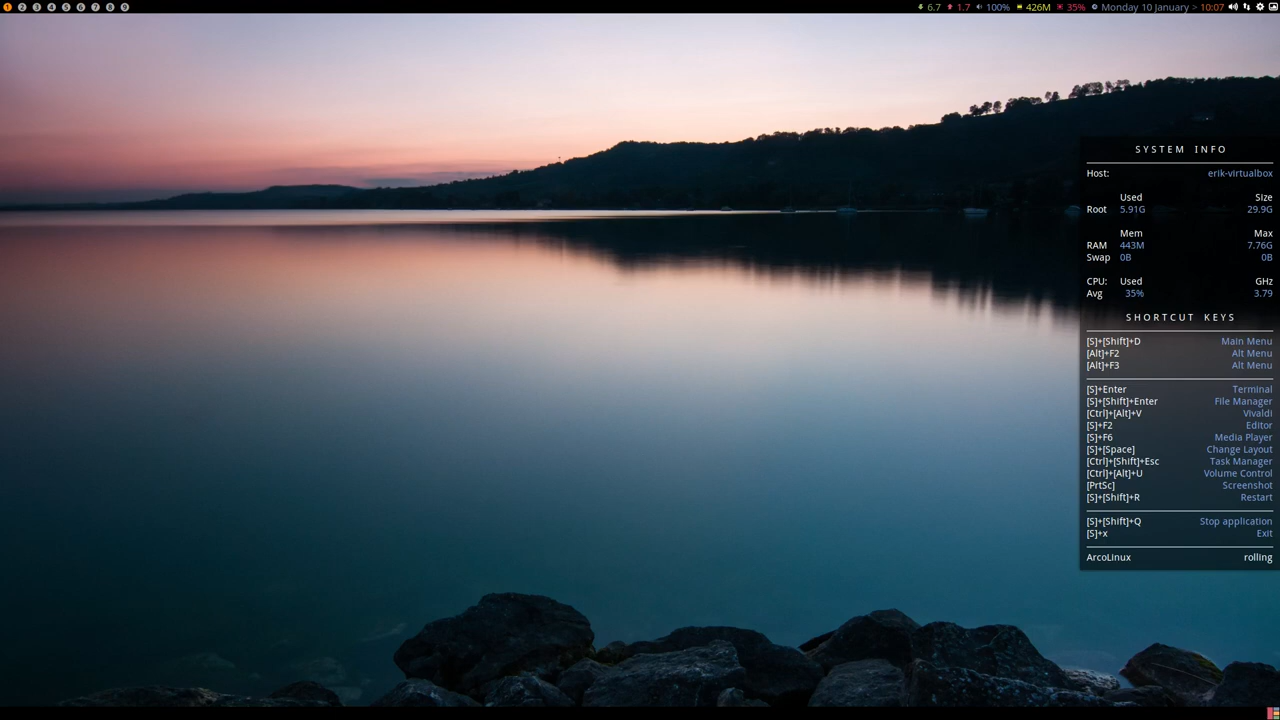 1 2 3 4 5 6 7 8 9 6.7 1.7 100% 426M 35% Monday 10 January > 10:07
SYSTEM INFO
Host: erik-virtualbox
Used Size
Root 5.91G 29.9G
Mem Max
RAM 443M 7.76G
Swap 0B 0B
CPU: Used GHz
Avg 35% 3.79
SHORTCUT KEYS
[S]+[Shift]+D Main Menu
[Alt]+F2 Alt Menu
[Alt]+F3 Alt Menu
[S]+Enter Terminal
[S]+[Shift]+Enter File Manager
[Ctrl]+[Alt]+V Vivaldi
[S]+F2 Editor
[S]+F6 Media Player
[S]+[Space] Change Layout
[Ctrl]+[Shift]+Esc Task Manager
[Ctrl]+[Alt]+U Volume Control
[PrtSc] Screenshot
[S]+[Shift]+R Restart
[S]+[Shift]+Q Stop application
[S]+x Exit
ArcoLinux rolling